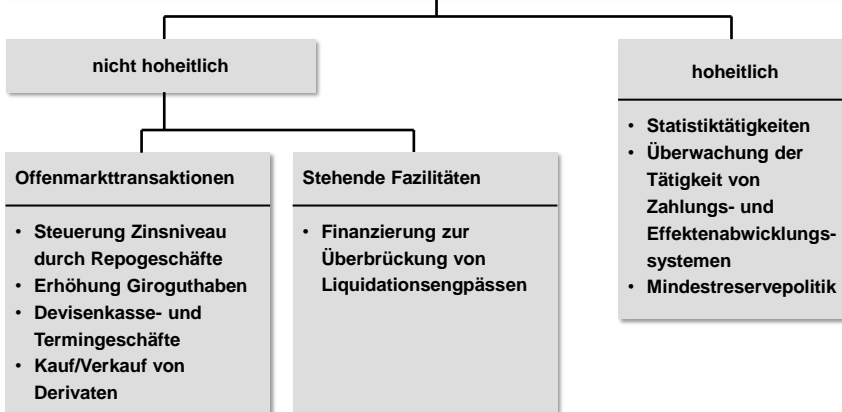 nicht hoheitlich
hoheitlich
Offenmarkttransaktionen
• Steuerung Zinsniveau
durch Repogeschäfte
• Erhöhung Giroguthaben
• Devisenkasse- und
Termingeschäfte
• Kauf/Verkauf von
Derivaten
Stehende Fazilitäten
• Finanzierung zur
Überbrückung von
Liquidationsengpässen
• Statistiktätigkeiten
• Überwachung der
Tätigkeit von
Zahlungs- und
Effektenabwicklungs-
systemen
• Mindestreservepolitik